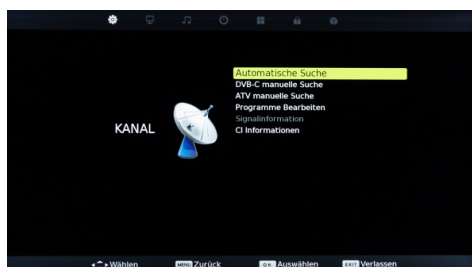 Automatische Suche
DVB-C manuelle Suche
ATV manuelle Suche
Programme Bearbeiten
Signalinformation
CI Informationen
KANAL
Wählen
MENU Zurück
OK Auswählen
EXIT Verlassen